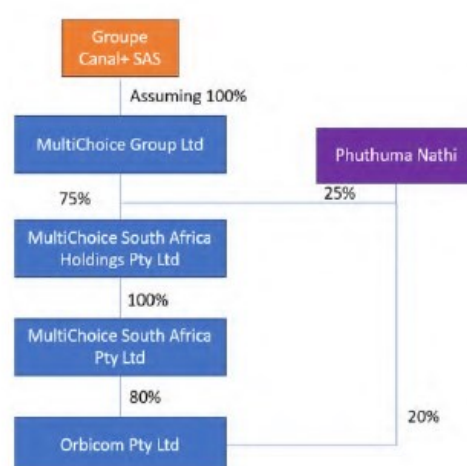 Groupe
Canal+ SAS
Assuming 100%
MultiChoice Group Ltd
Phuthuma Nathi
75%
25%
MultiChoice South Africa
Holdings Pty Ltd
100%
MultiChoice South Africa
Pty Ltd
80%
20%
Orbicom Pty Ltd